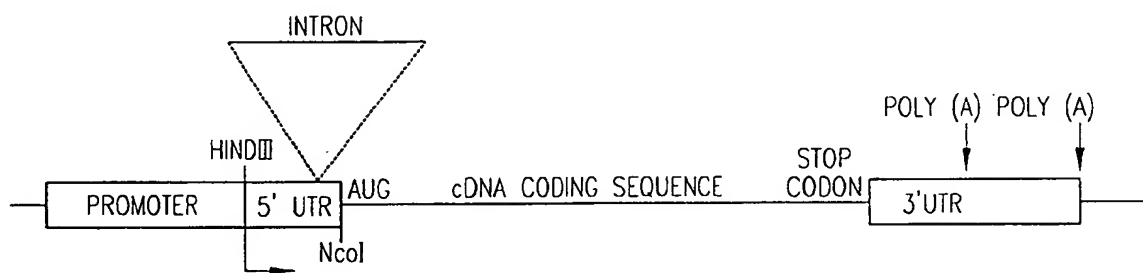 INTRON
POLY (A) POLY (A)
HINDIII
STOP
CODON
AUG
cDNA CODING SEQUENCE
PROMOTER
5' UTR
3'UTR
NcoI